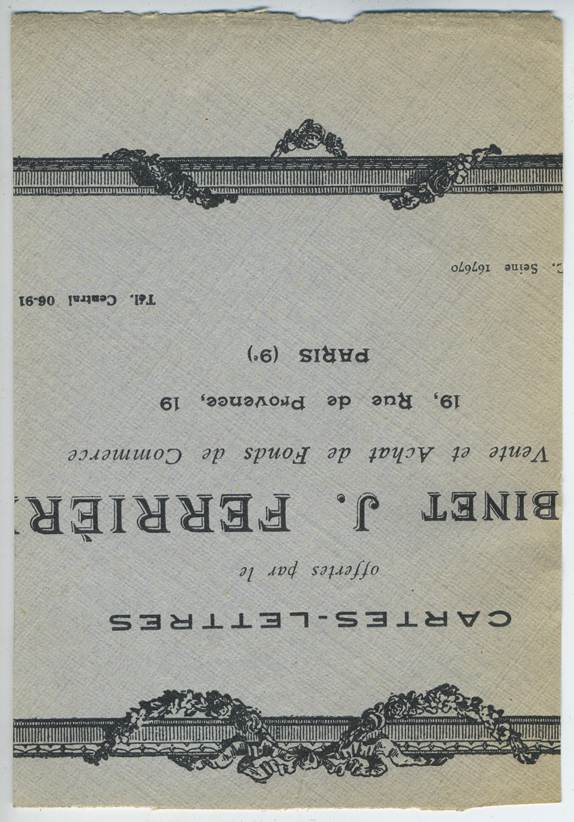 CARTES-LETTRES
offertes par le
BINET J. FERRIÈR
Vente et Achat de Fonds de Commerce
19, Rue de Provence, 19
PARIS (9e)
Tél. Central 06-91
C. Seine 167670